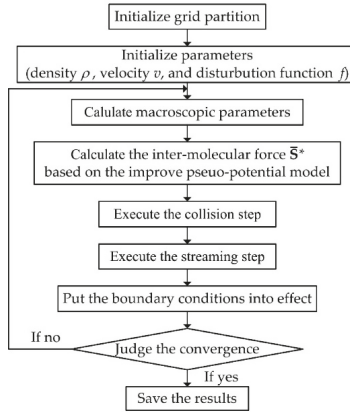 Initialize grid partition
Initialize parameters
(density ρ, velocity v, and disturbution function f)
Calulate macroscopic parameters
Calculate the inter-molecular force S̅*
based on the improve pseuo-potential model
Execute the collision step
Execute the streaming step
Put the boundary conditions into effect
If no
Judge the convergence
If yes
Save the results